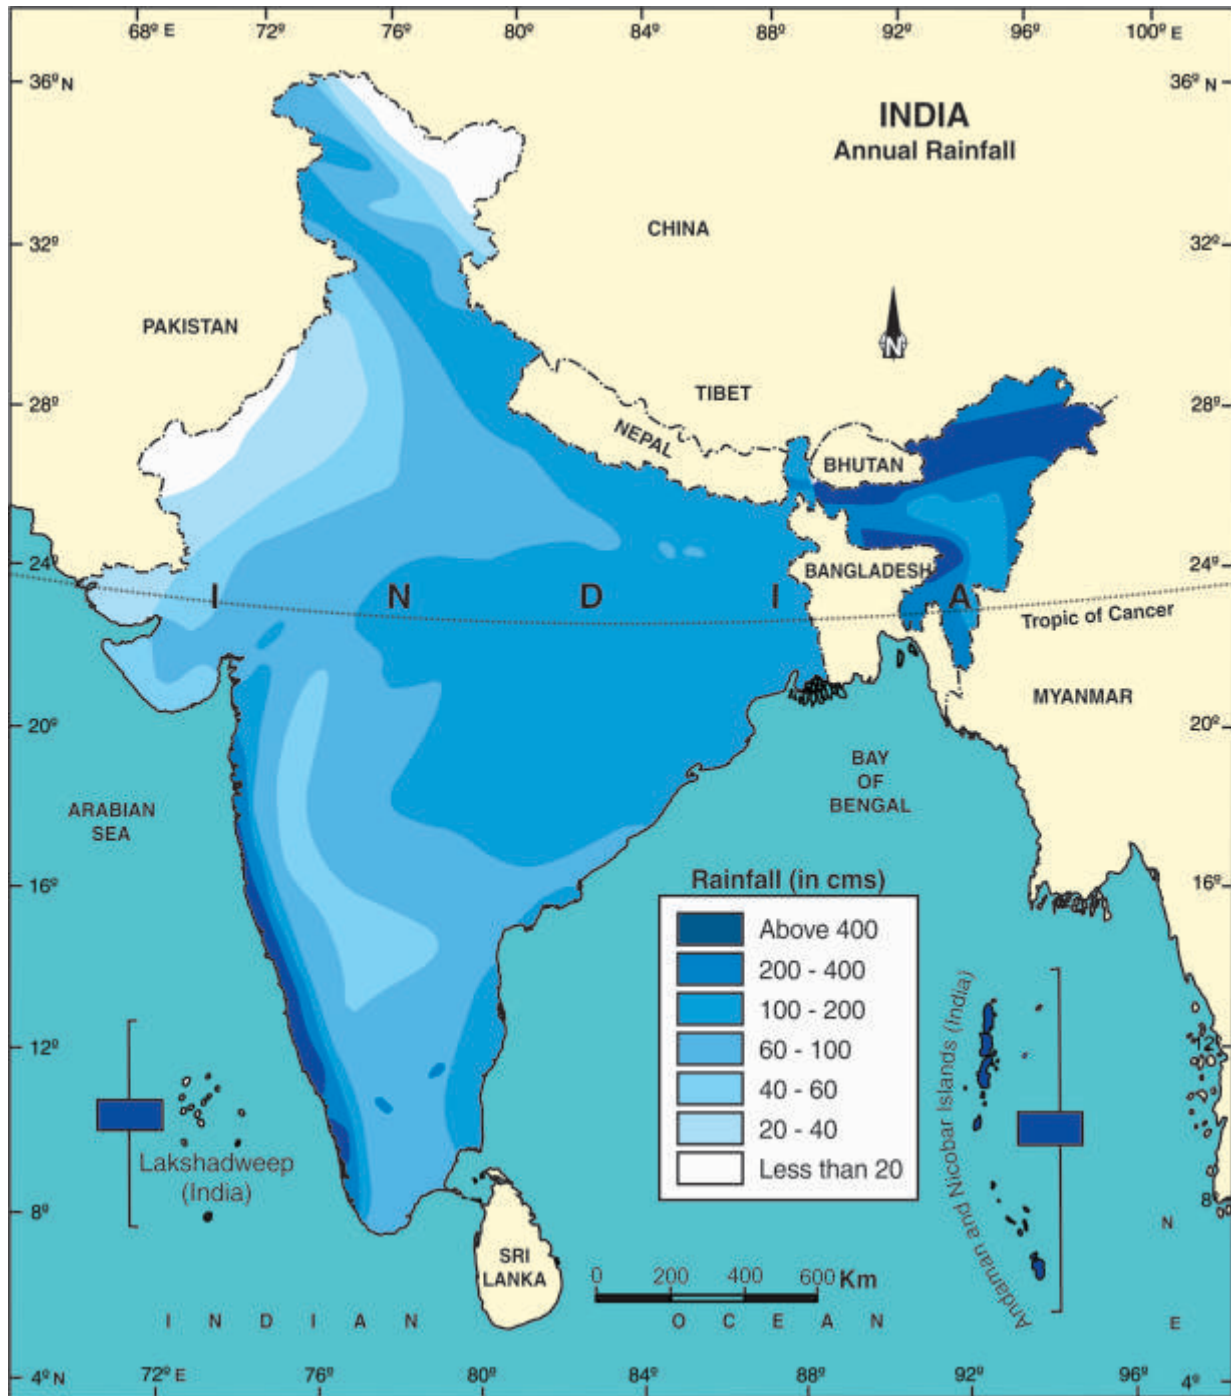 68º E 72º 76º 80º 84º 88º 92º 96º 100º E
36º N
36º N
INDIA
Annual Rainfall
CHINA
32º
32º
PAKISTAN
N
TIBET
28º
28º
NEPAL
BHUTAN
24º
24º
BANGLADESH
I N D I A
Tropic of Cancer
MYANMAR
20º
20º
BAY
OF
BENGAL
ARABIAN
SEA
16º
16º
Rainfall (in cms)
Above 400
200 - 400
100 - 200
60 - 100
40 - 60
20 - 40
Less than 20
12º
12º
Lakshadweep
(India)
Andaman and Nicobar Islands (India)
8º
8º
N
SRI
LANKA
0 200 400 600 Km
I N D I A N O C E A N
E
4º N 72º E 76º 80º 84º 88º 92º 96º 4º